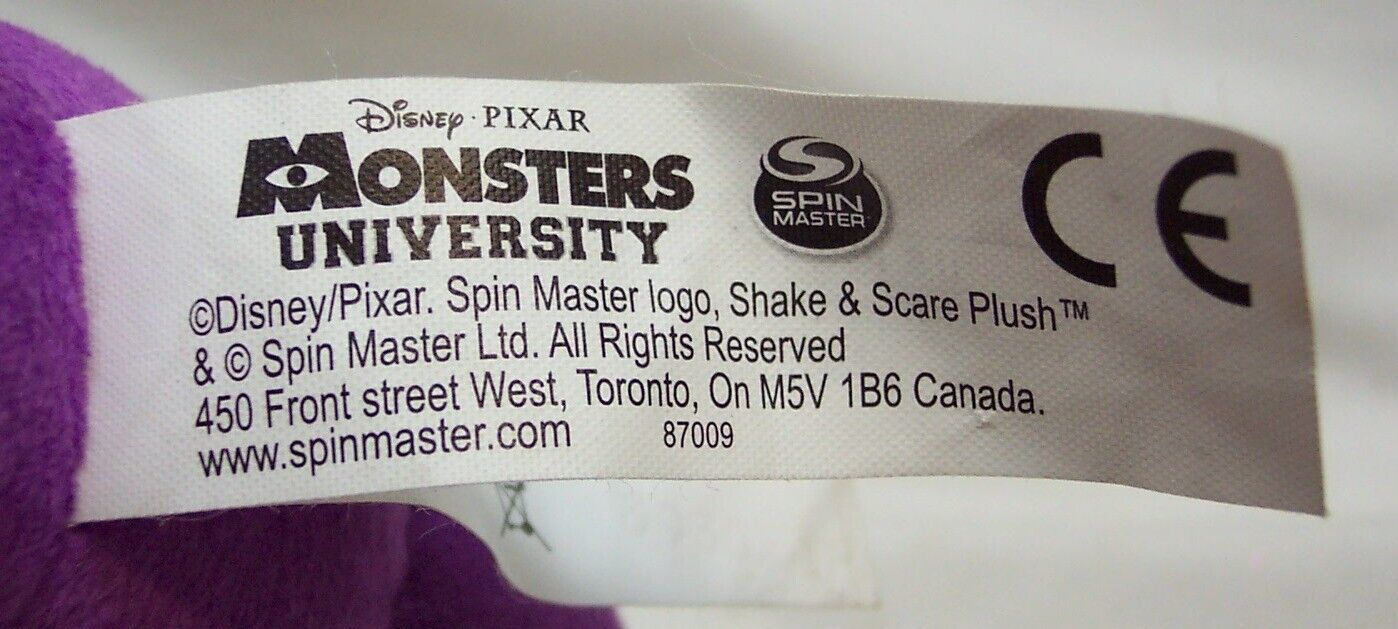 Disney · PIXAR
MONSTERS
UNIVERSITY
SPIN
MASTER
CE
©Disney/Pixar. Spin Master logo, Shake & Scare Plush™
& © Spin Master Ltd. All Rights Reserved
450 Front street West, Toronto, On M5V 1B6 Canada.
www.spinmaster.com 87009